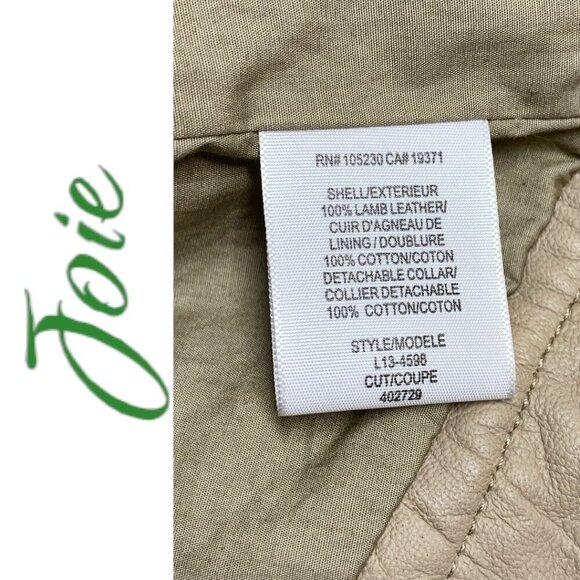 Joie
RN# 105230 CA# 19371
SHELL/EXTERIEUR
100% LAMB LEATHER/
CUIR D'AGNEAU DE
LINING / DOUBLURE
100% COTTON/COTON
DETACHABLE COLLAR/
COLLIER DETACHABLE
100% COTTON/COTON
STYLE/MODELE
L13-4598
CUT/COUPE
402729